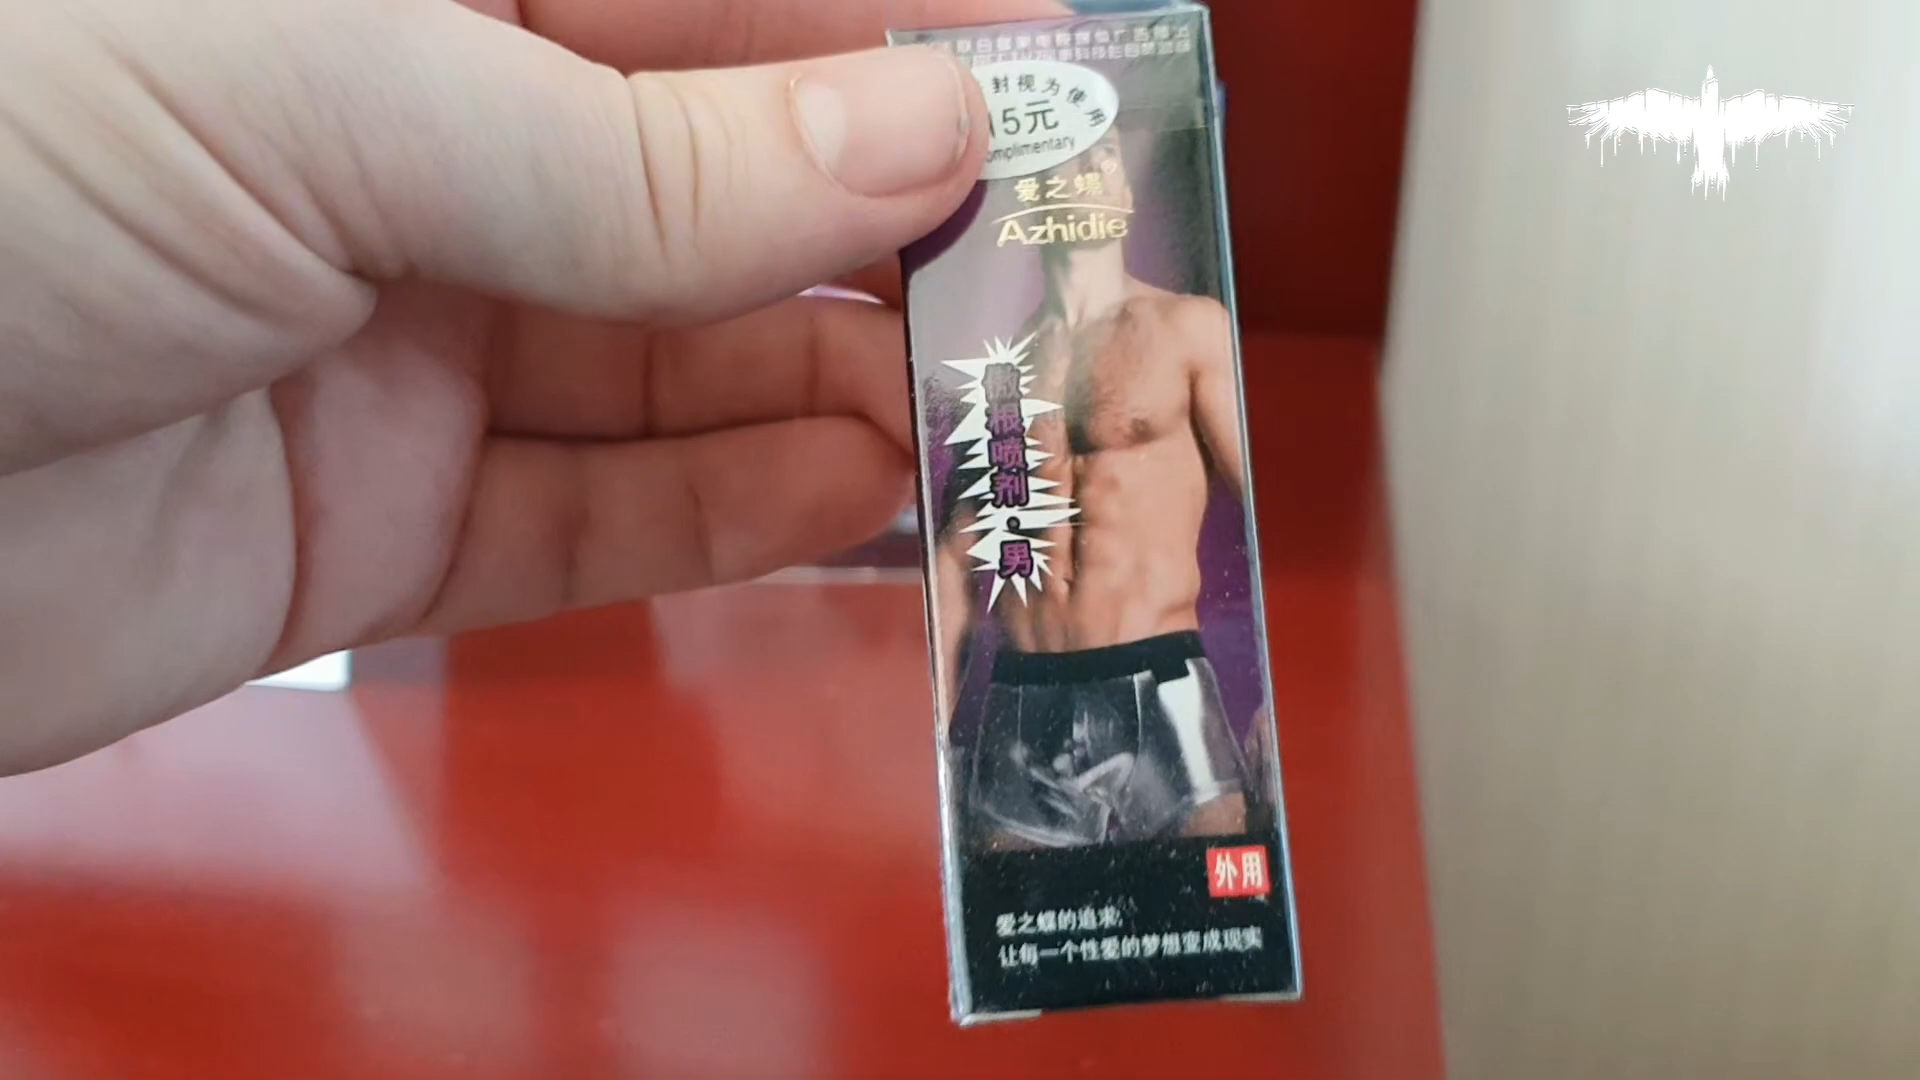 封视为使用
15元
omplimentary
爱之蝶®
Azhidie
傲根喷剂·男
外用
爱之蝶的追求:
让每一个性爱的梦想变成现实